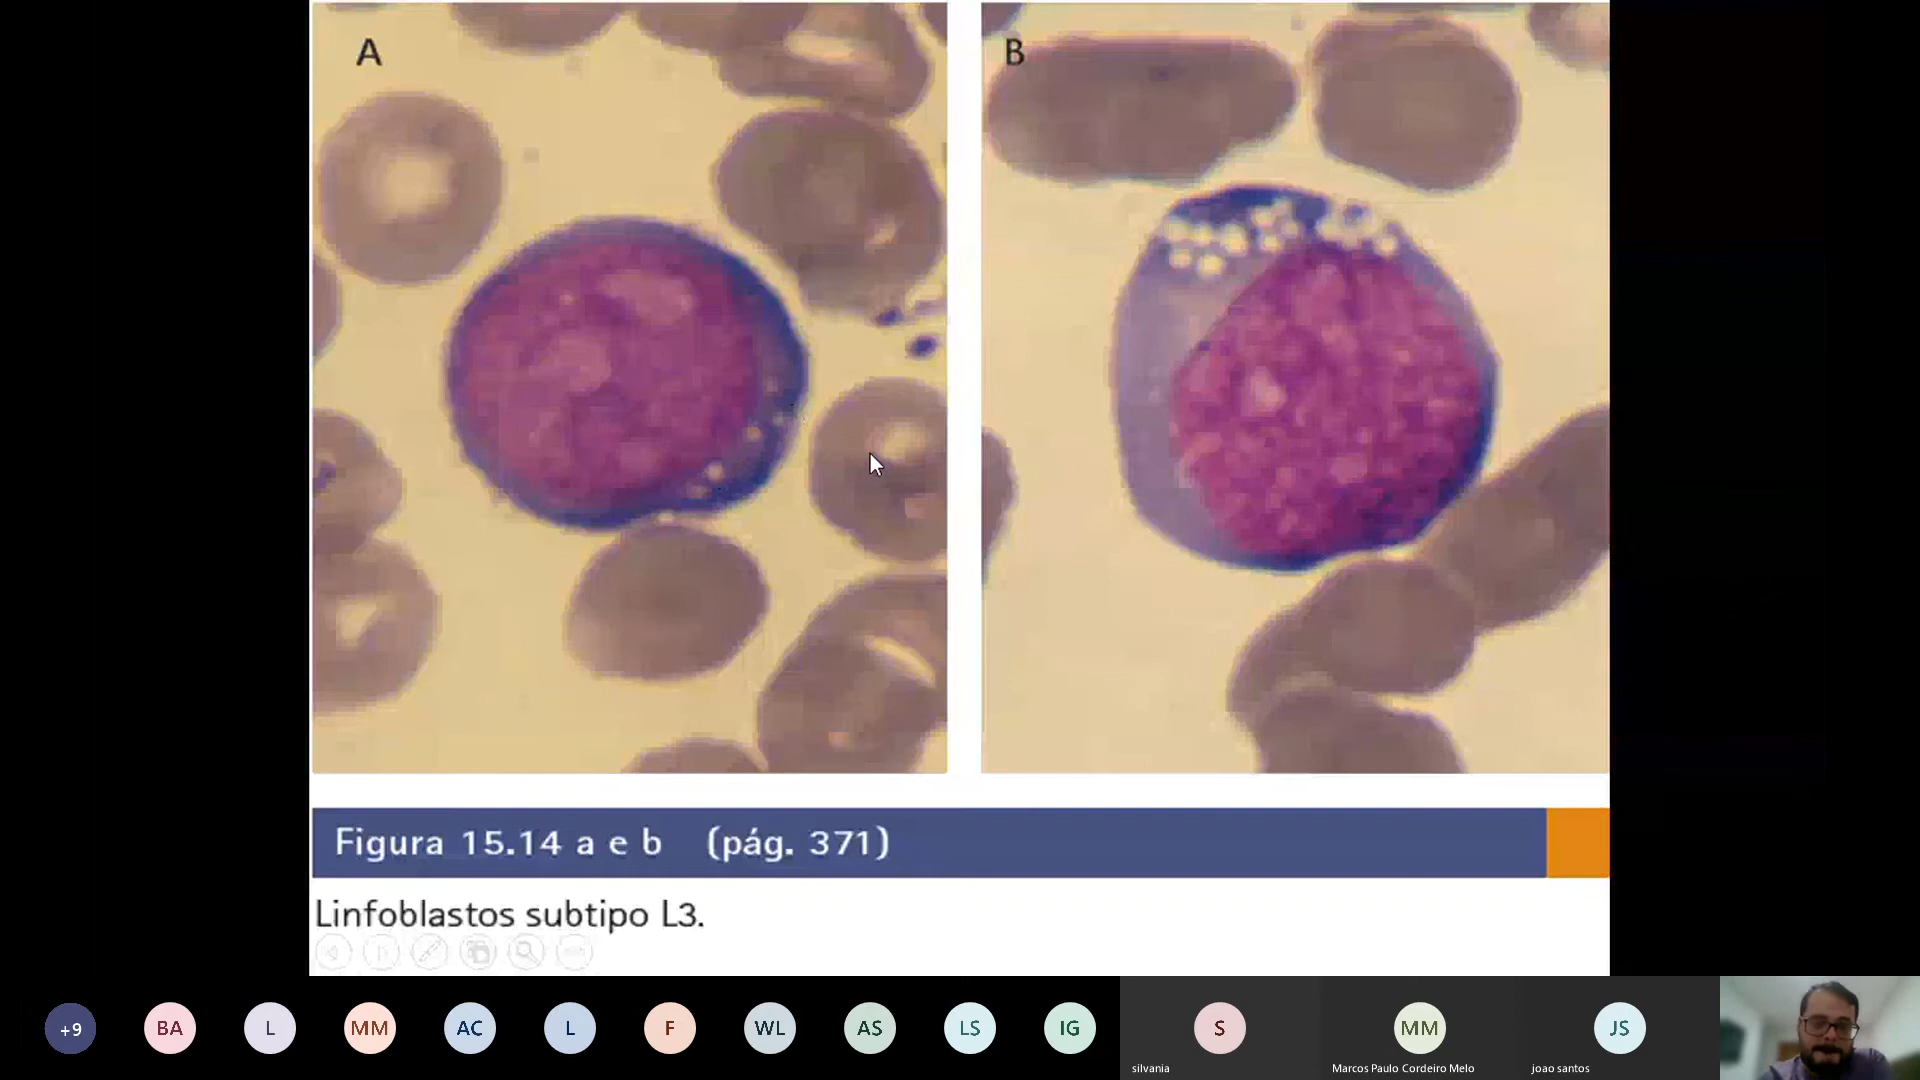 A
B
Figura 15.14 a e b (pág. 371)
Linfoblastos subtipo L3.
+9
BA
L
MM
AC
L
F
WL
AS
LS
IG
S
MM
JS
silvania
Marcos Paulo Cordeiro Melo
joao santos